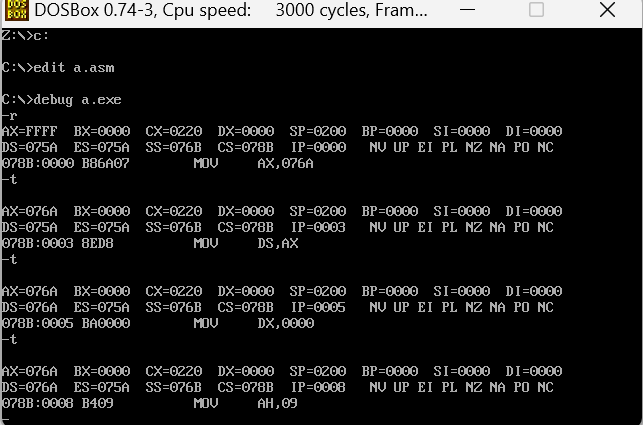 DOS
BOX
DOSBox 0.74-3, Cpu speed: 3000 cycles, Fram...
Z:\>c:
C:\>edit a.asm
C:\>debug a.exe
-r
AX=FFFF BX=0000 CX=0220 DX=0000 SP=0200 BP=0000 SI=0000 DI=0000
DS=075A ES=075A SS=076B CS=078B IP=0000 NV UP EI PL NZ NA PO NC
078B:0000 B86A07 MOV AX,076A
-t
AX=076A BX=0000 CX=0220 DX=0000 SP=0200 BP=0000 SI=0000 DI=0000
DS=075A ES=075A SS=076B CS=078B IP=0003 NV UP EI PL NZ NA PO NC
078B:0003 8ED8 MOV DS,AX
-t
AX=076A BX=0000 CX=0220 DX=0000 SP=0200 BP=0000 SI=0000 DI=0000
DS=076A ES=075A SS=076B CS=078B IP=0005 NV UP EI PL NZ NA PO NC
078B:0005 BA0000 MOV DX,0000
-t
AX=076A BX=0000 CX=0220 DX=0000 SP=0200 BP=0000 SI=0000 DI=0000
DS=076A ES=075A SS=076B CS=078B IP=0008 NV UP EI PL NZ NA PO NC
078B:0008 B409 MOV AH,09
-